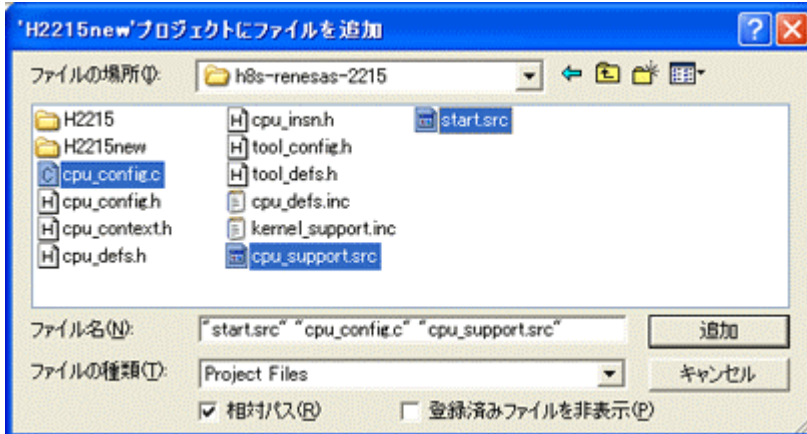 'H2215new'プロジェクトにファイルを追加
ファイルの場所(I):
h8s-renesas-2215
H2215
H2215new
cpu_config.c
cpu_config.h
cpu_context.h
cpu_defs.h
cpu_insn.h
tool_config.h
tool_defs.h
cpu_defs.inc
kernel_support.inc
cpu_support.src
start.src
ファイル名(N):
"start.src" "cpu_config.c" "cpu_support.src"
追加
ファイルの種類(T):
Project Files
キャンセル
相対パス(R)
登録済みファイルを非表示(P)